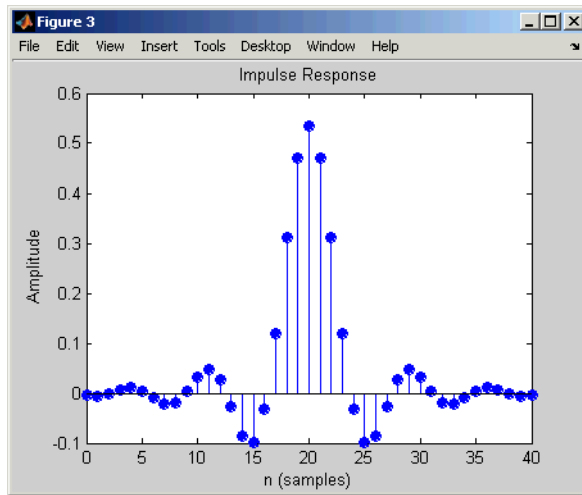 Figure 3
File Edit View Insert Tools Desktop Window Help
Impulse Response
0.6
0.5
0.4
0.3
0.2
0.1
0
-0.1
Amplitude
0 5 10 15 20 25 30 35 40
n (samples)